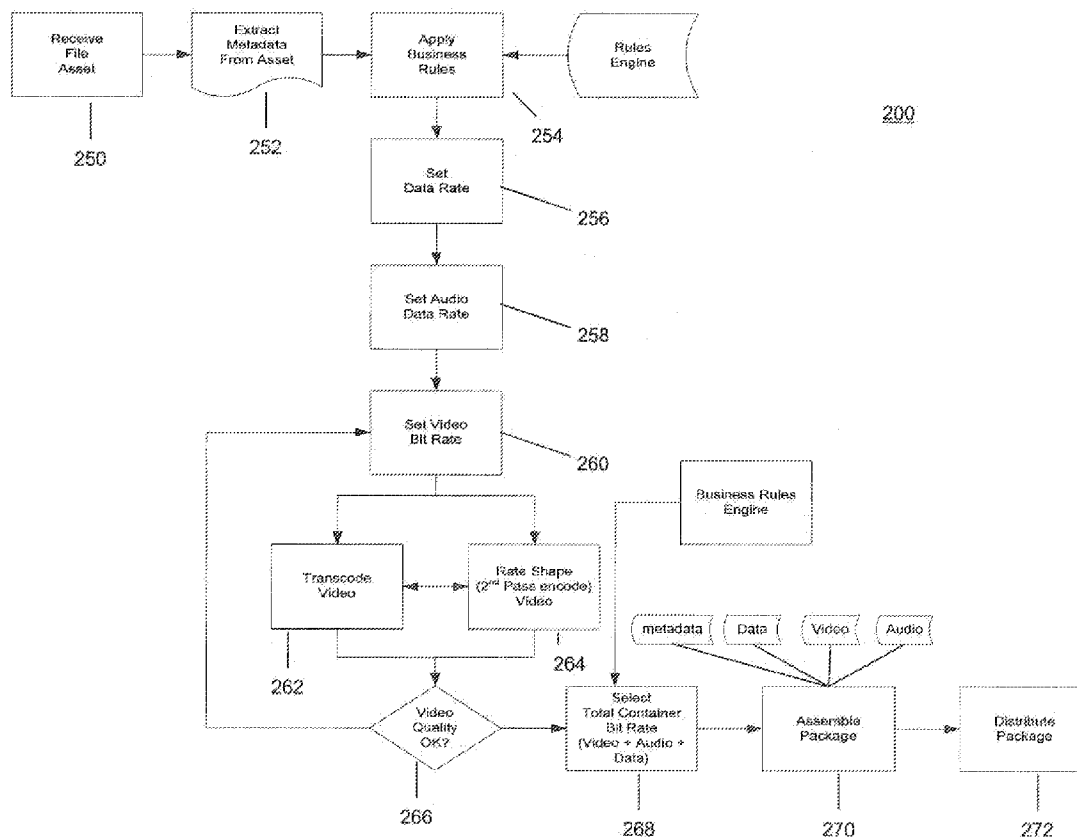 Receive
File
Asset
Extract
Metadata
From Asset
Apply
Business
Rules
Rules
Engine
200
250
252
254
Set
Data Rate
256
Set Audio
Data Rate
258
Set Video
Bit Rate
260
Business Rules
Engine
Transcode
Video
Rate Shape
(2nd Pass encode)
Video
262
264
metadata
Data
Video
Audio
Video
Quality
OK?
Select
Total Container
Bit Rate
(Video + Audio +
Data)
Assemble
Package
Distribute
Package
266
268
270
272